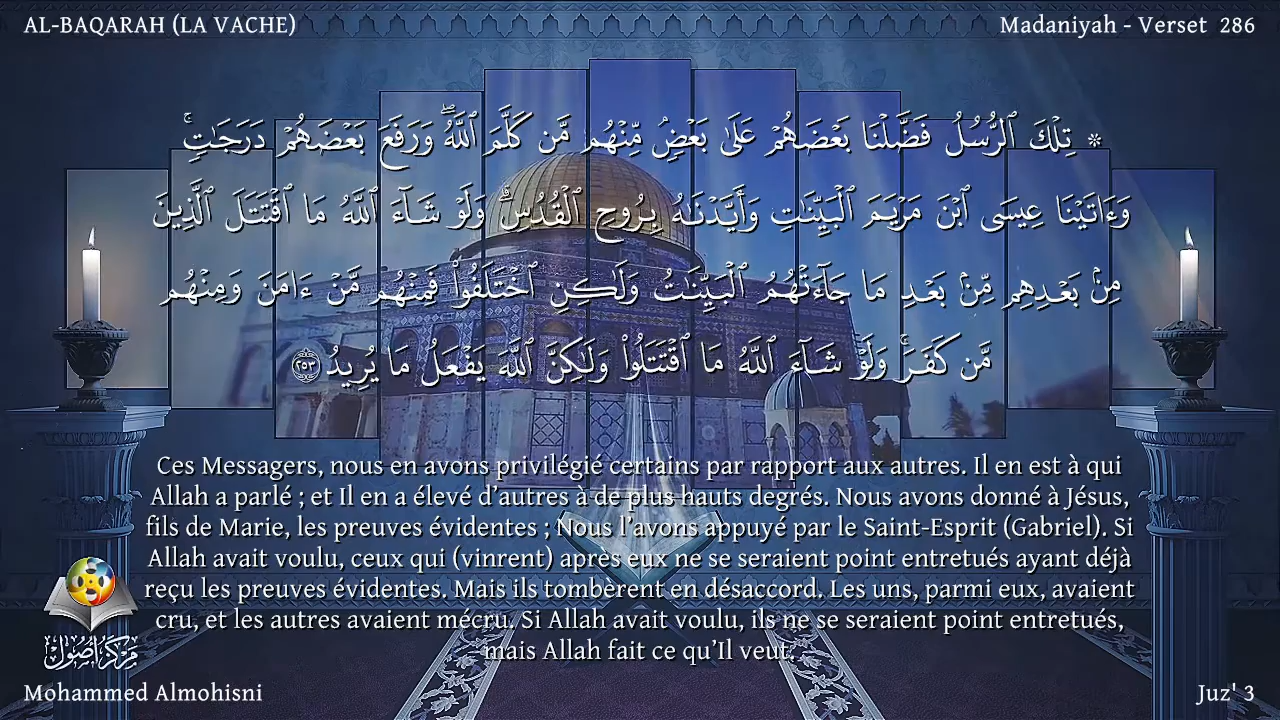 AL-BAQARAH (LA VACHE)
Madaniyah - Verset 286
۞ تِلْكَ ٱلرُّسُلُ فَضَّلْنَا بَعْضَهُمْ عَلَىٰ بَعْضٍ مِّنْهُم مَّن كَلَّمَ ٱللَّهُ ۖ وَرَفَعَ بَعْضَهُمْ دَرَجَـٰتٍ ۚ
وَءَاتَيْنَا عِيسَى ٱبْنَ مَرْيَمَ ٱلْبَيِّنَـٰتِ وَأَيَّدْنَـٰهُ بِرُوحِ ٱلْقُدُسِ ۗ وَلَوْ شَآءَ ٱللَّهُ مَا ٱقْتَتَلَ ٱلَّذِينَ
مِنۢ بَعْدِهِم مِّنۢ بَعْدِ مَا جَآءَتْهُمُ ٱلْبَيِّنَـٰتُ وَلَـٰكِنِ ٱخْتَلَفُوا۟ فَمِنْهُم مَّنْ ءَامَنَ وَمِنْهُم
مَّن كَفَرَ ۚ وَلَوْ شَآءَ ٱللَّهُ مَا ٱقْتَتَلُوا۟ وَلَـٰكِنَّ ٱللَّهَ يَفْعَلُ مَا يُرِيدُ ٢٥٣
Ces Messagers, nous en avons privilégié certains par rapport aux autres. Il en est à qui
Allah a parlé ; et Il en a élevé d’autres à de plus hauts degrés. Nous avons donné à Jésus,
fils de Marie, les preuves évidentes ; Nous l’avons appuyé par le Saint-Esprit (Gabriel). Si
Allah avait voulu, ceux qui (vinrent) après eux ne se seraient point entretués ayant déjà
reçu les preuves évidentes. Mais ils tombèrent en désaccord. Les uns, parmi eux, avaient
cru, et les autres avaient mécru. Si Allah avait voulu, ils ne se seraient point entretués,
mais Allah fait ce qu’Il veut.
مركز أصول
Mohammed Almohisni
Juz' 3